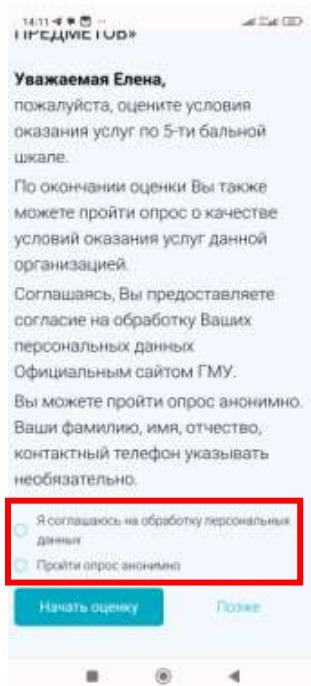 14:11
ПРЕДМЕТОВ»
Уважаемая Елена,
пожалуйста, оцените условия
оказания услуг по 5-ти бальной
шкале.
По окончании оценки Вы также
можете пройти опрос о качестве
условий оказания услуг данной
организацией.
Соглашаясь, Вы предоставляете
согласие на обработку Ваших
персональных данных
Официальным сайтом ГМУ.
Вы можете пройти опрос анонимно.
Ваши фамилию, имя, отчество,
контактный телефон указывать
необязательно.
Я соглашаюсь на обработку персональных
данных
Пройти опрос анонимно
Начать оценку
Позже